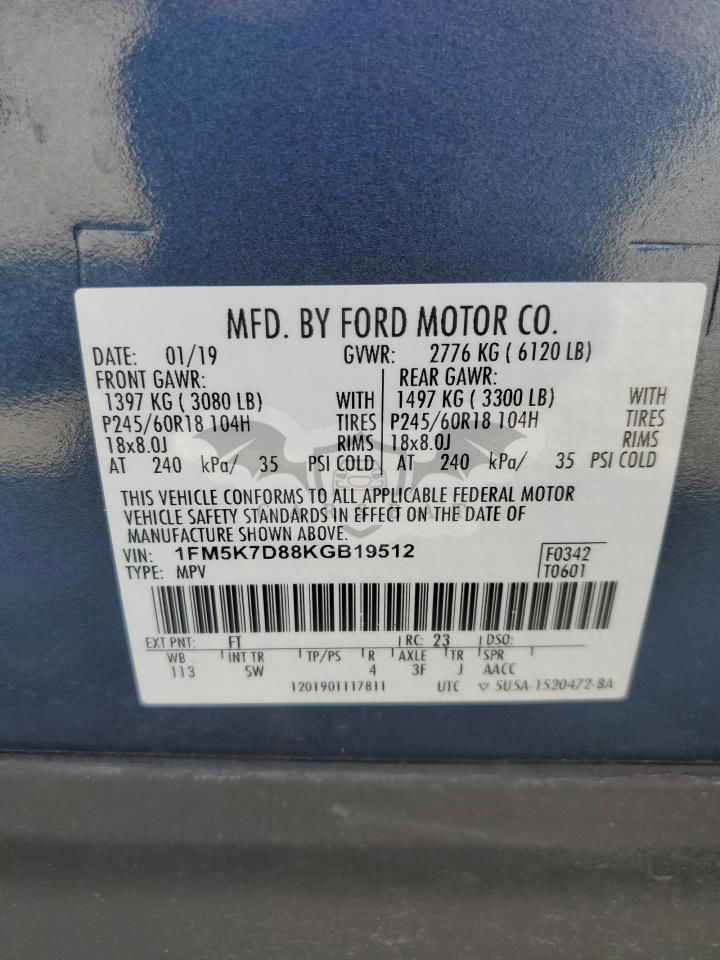 MFD. BY FORD MOTOR CO.
DATE: 01/19 GVWR: 2776 KG ( 6120 LB)
FRONT GAWR: REAR GAWR:
1397 KG ( 3080 LB) WITH 1497 KG ( 3300 LB) WITH
P245/60R18 104H TIRES P245/60R18 104H TIRES
18x8.0J RIMS 18x8.0J RIMS
AT 240 kPa/ 35 PSI COLD AT 240 kPa/ 35 PSI COLD
THIS VEHICLE CONFORMS TO ALL APPLICABLE FEDERAL MOTOR
VEHICLE SAFETY STANDARDS IN EFFECT ON THE DATE OF
MANUFACTURE SHOWN ABOVE.
VIN: 1FM5K7D88KGB19512 F0342
TYPE: MPV T0601
EXT PNT: FT RC: 23 DSO:
WB INT TR TP/PS R AXLE TR SPR
113 SW 4 3F J AACC
1201901117811 UTC ▽ 5U5A-1520472-BA